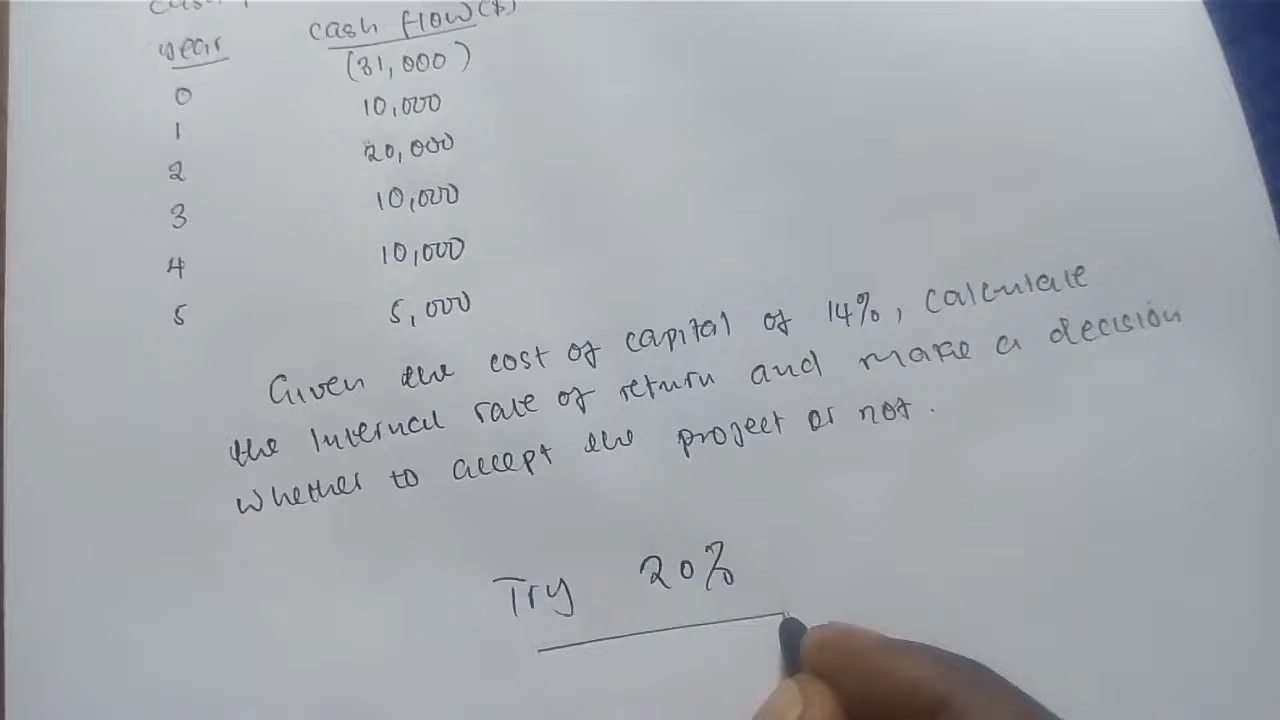 year cash flow ($)
0 (31,000)
1 10,000
2 20,000
3 10,000
4 10,000
5 5,000
Given the cost of capital of 14%, calculate
the internal rate of return and make a decision
whether to accept the project or not.
Try 20%